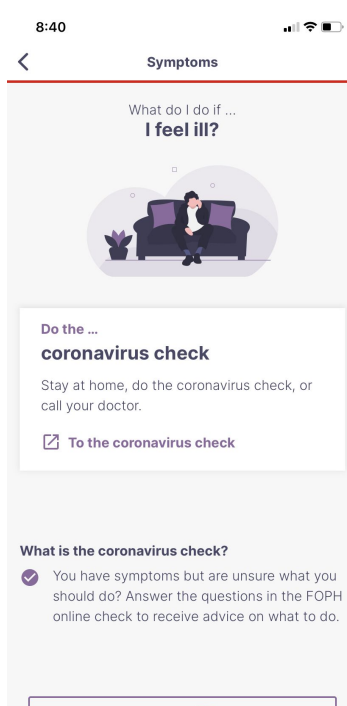 8:40
Symptoms
What do I do if ...
I feel ill?
Do the ...
coronavirus check
Stay at home, do the coronavirus check, or
call your doctor.
To the coronavirus check
What is the coronavirus check?
You have symptoms but are unsure what you
should do? Answer the questions in the FOPH
online check to receive advice on what to do.